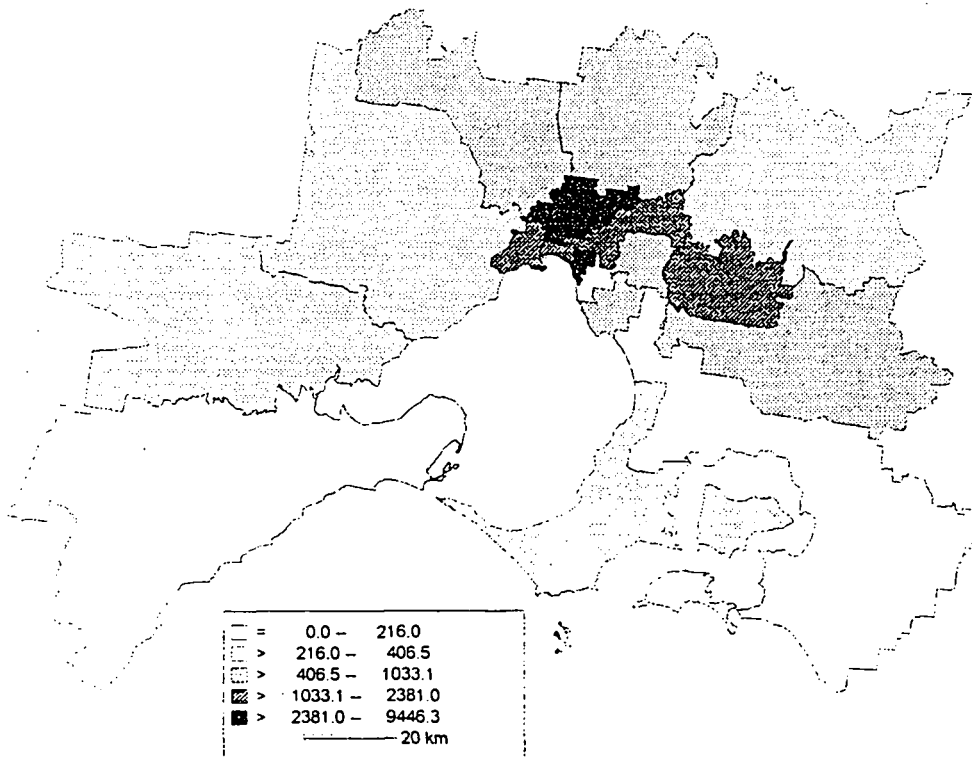 = 0.0 – 216.0
> 216.0 – 406.5
> 406.5 – 1033.1
> 1033.1 – 2381.0
> 2381.0 – 9446.3
20 km